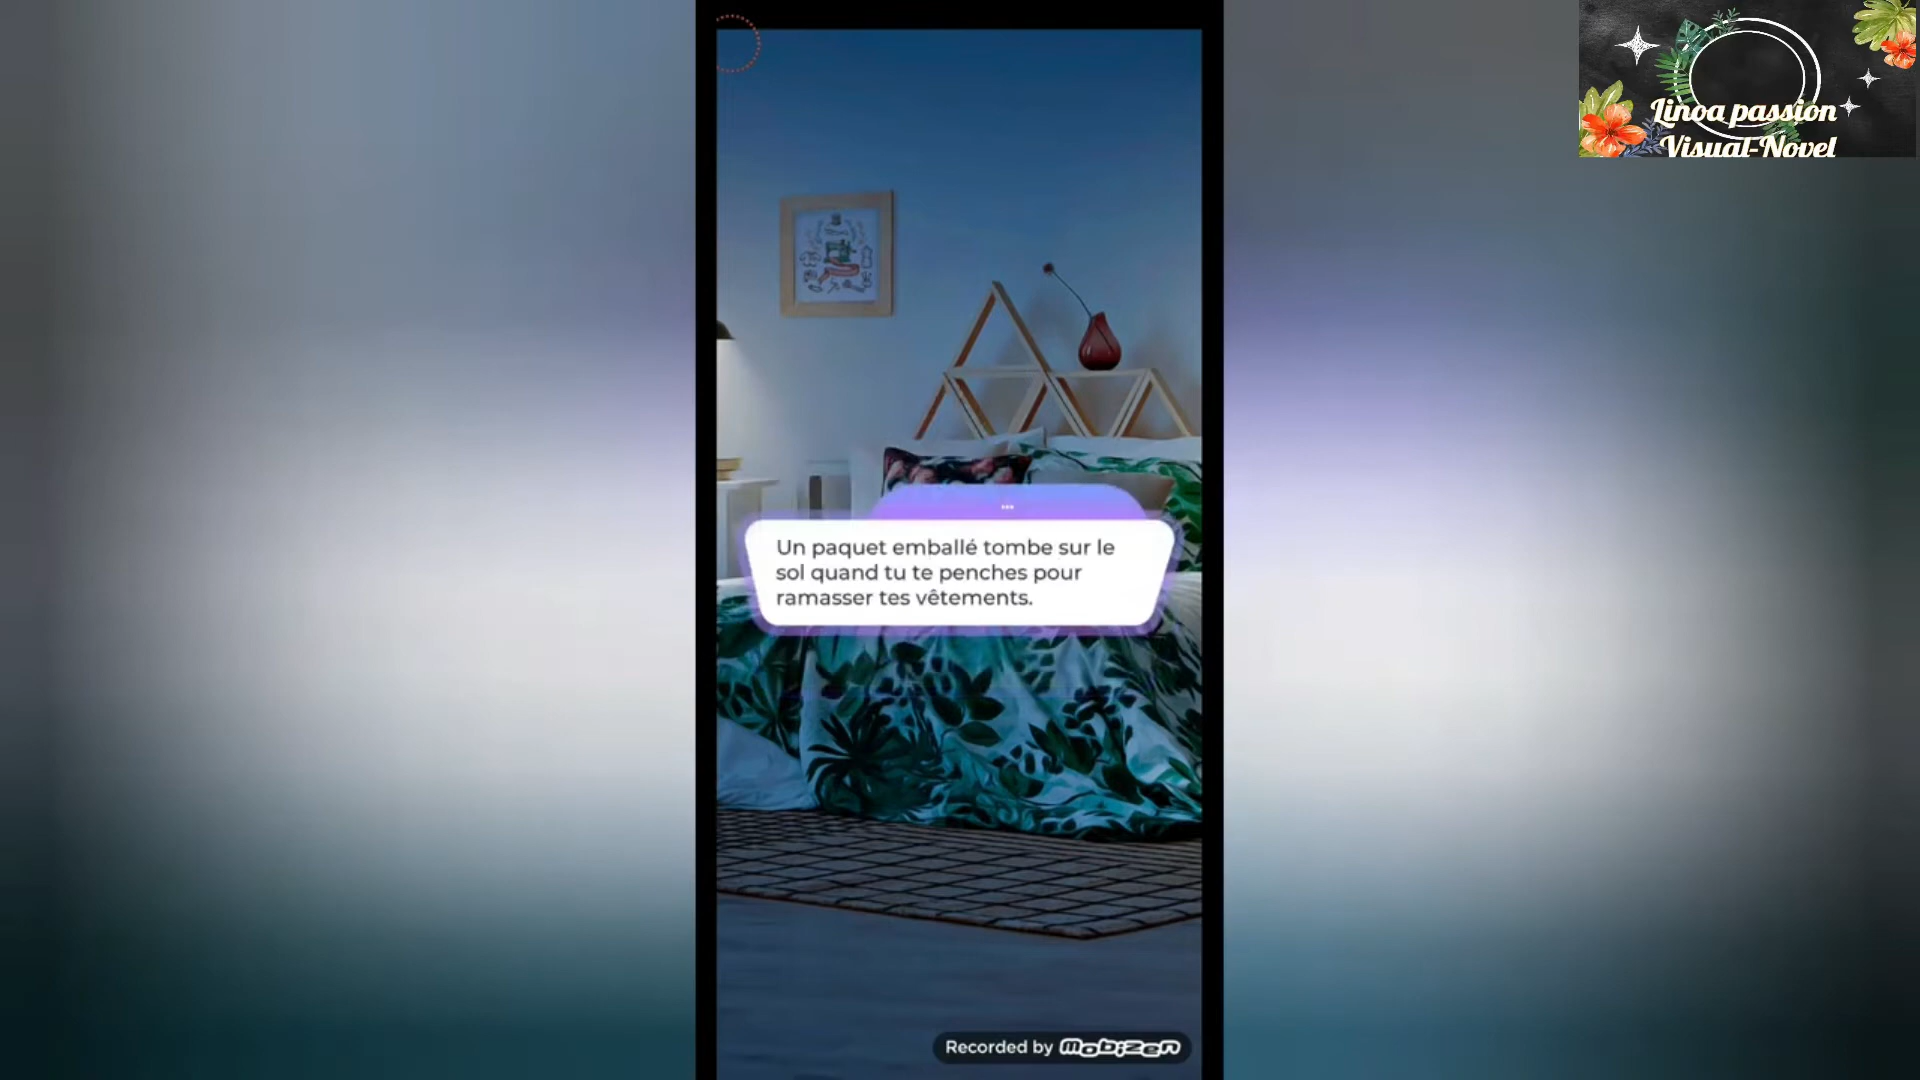 Linoa passion
Visual-Novel
...
Un paquet emballé tombe sur le
sol quand tu te penches pour
ramasser tes vêtements.
Recorded by Mobizen